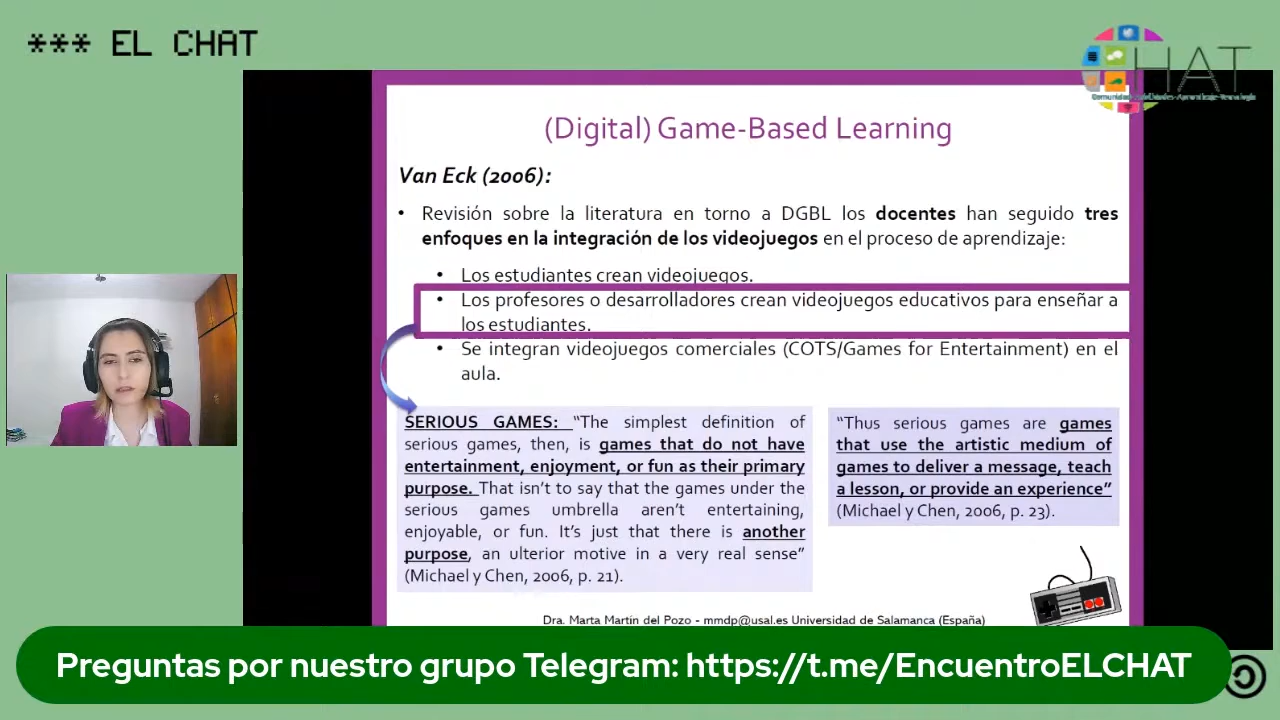 *** EL CHAT
HAT
(Digital) Game-Based Learning
Van Eck (2006):
• Revisión sobre la literatura en torno a DGBL los docentes han seguido tres
enfoques en la integración de los videojuegos en el proceso de aprendizaje:
• Los estudiantes crean videojuegos.
• Los profesores o desarrolladores crean videojuegos educativos para enseñar a
los estudiantes.
• Se integran videojuegos comerciales (COTS/Games for Entertainment) en el
aula.
SERIOUS GAMES: “The simplest definition of
serious games, then, is games that do not have
entertainment, enjoyment, or fun as their primary
purpose. That isn’t to say that the games under the
serious games umbrella aren’t entertaining,
enjoyable, or fun. It’s just that there is another
purpose, an ulterior motive in a very real sense”
(Michael y Chen, 2006, p. 21).
“Thus serious games are games
that use the artistic medium of
games to deliver a message, teach
a lesson, or provide an experience”
(Michael y Chen, 2006, p. 23).
Dra. Marta Martín del Pozo - mmdp@usal.es Universidad de Salamanca (España)
Preguntas por nuestro grupo Telegram: https://t.me/EncuentroELCHAT